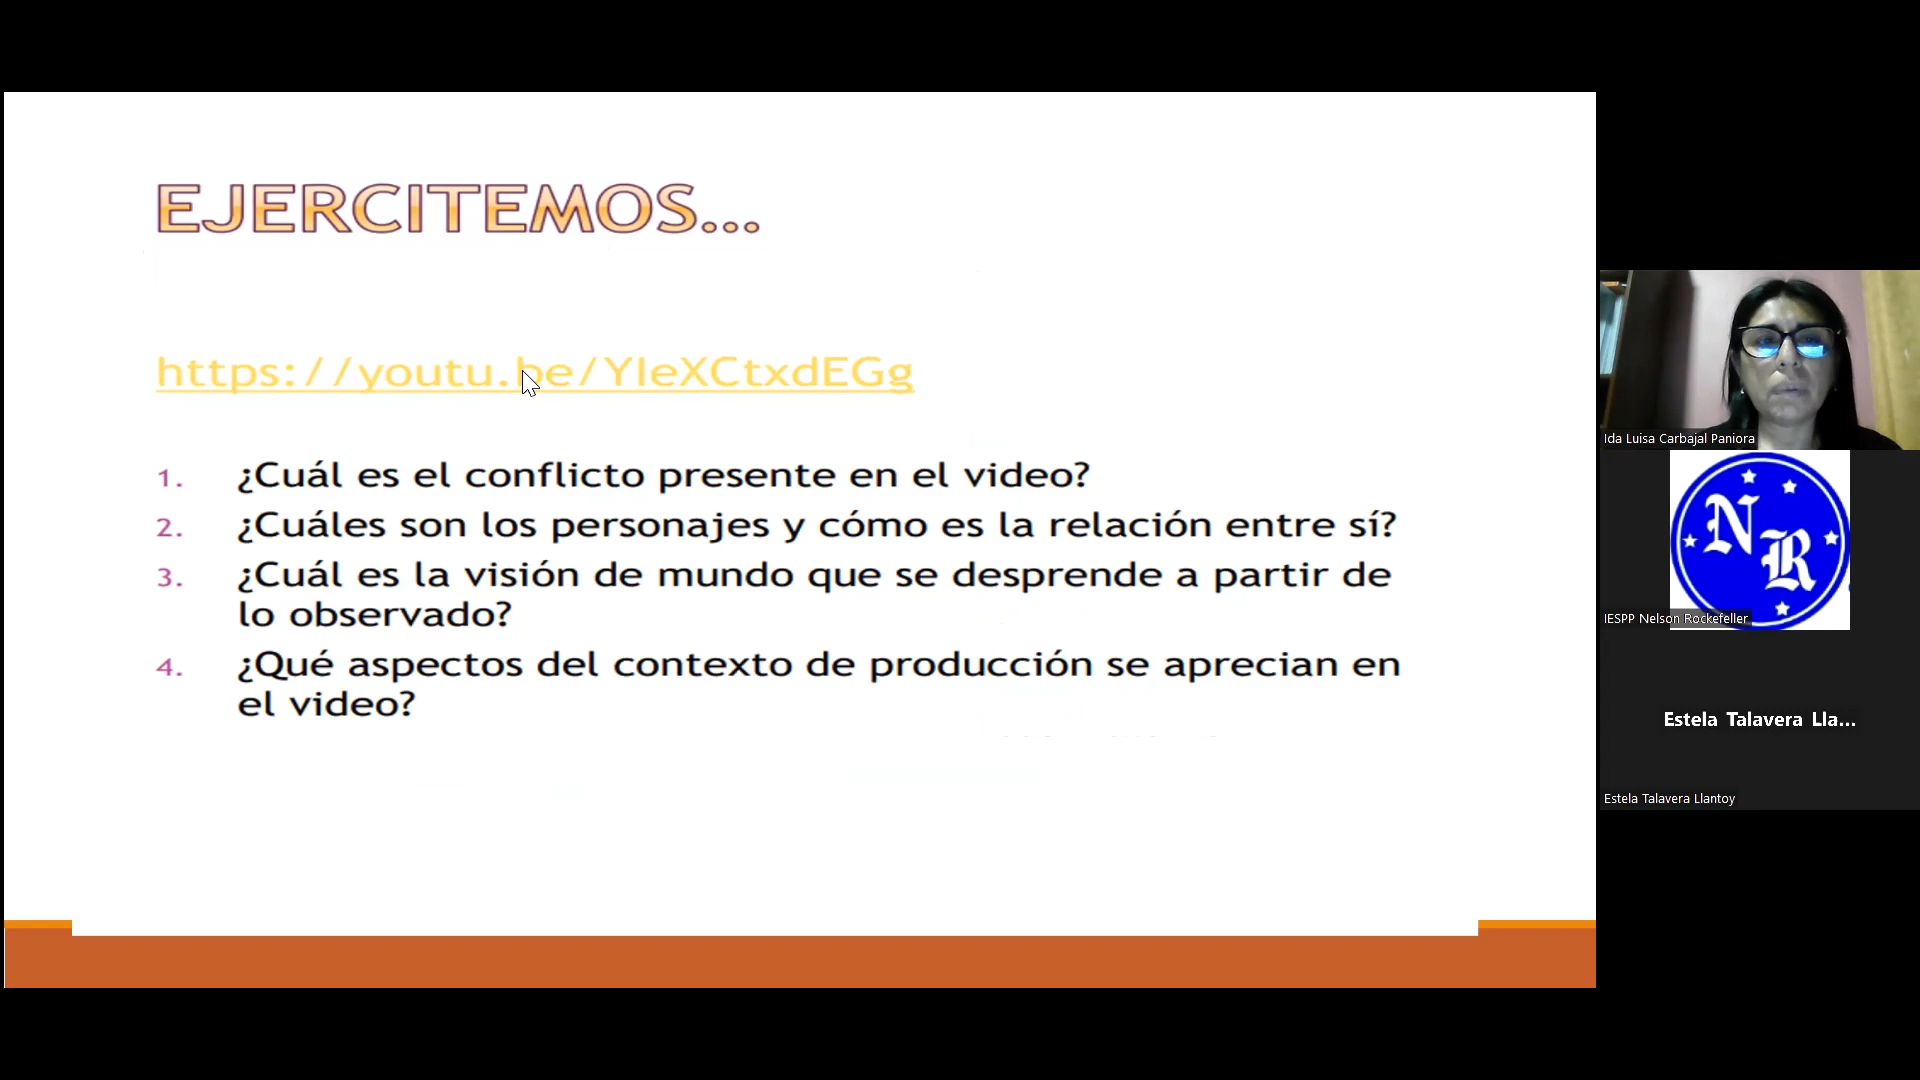 EJERCITEMOS...
https://youtu.be/YIeXCtxdEGg
1. ¿Cuál es el conflicto presente en el video?
2. ¿Cuáles son los personajes y cómo es la relación entre sí?
3. ¿Cuál es la visión de mundo que se desprende a partir de
lo observado?
4. ¿Qué aspectos del contexto de producción se aprecian en
el video?
Ida Luisa Carbajal Paniora
NR
IESPP Nelson Rockefeller
Estela Talavera Lla...
Estela Talavera Llantoy